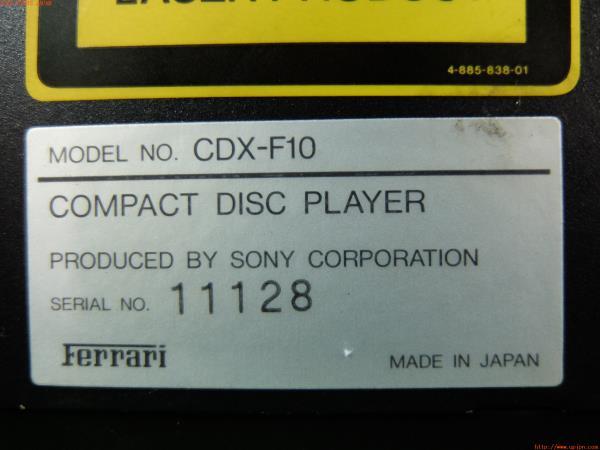 4-885-838-01
MODEL NO. CDX-F10
COMPACT DISC PLAYER
PRODUCED BY SONY CORPORATION
SERIAL NO. 11128
Ferrari
MADE IN JAPAN